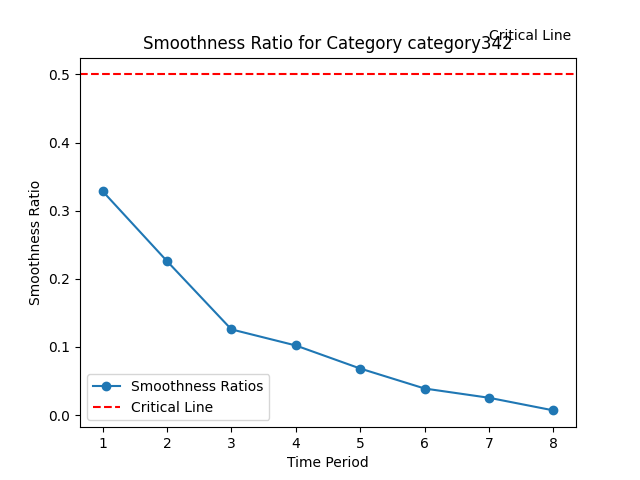 Critical Line
Smoothness Ratio for Category category342
0.5
0.4
0.3
0.2
0.1
0.0
Smoothness Ratio
Smoothness Ratios
Critical Line
1 2 3 4 5 6 7 8
Time Period